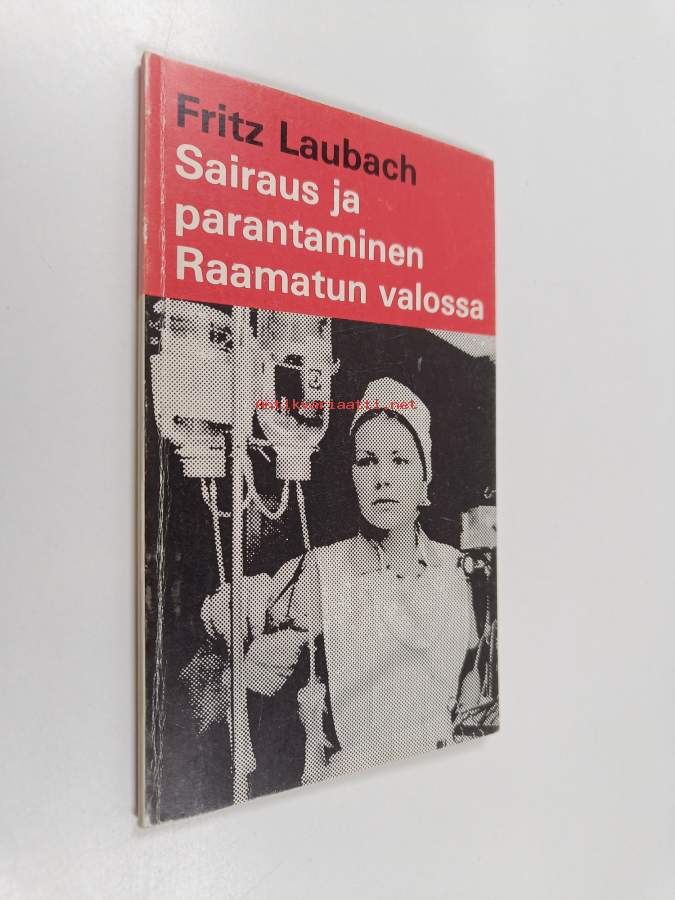 Fritz Laubach
Sairaus ja
parantaminen
Raamatun valossa
Antikvariaatti.net